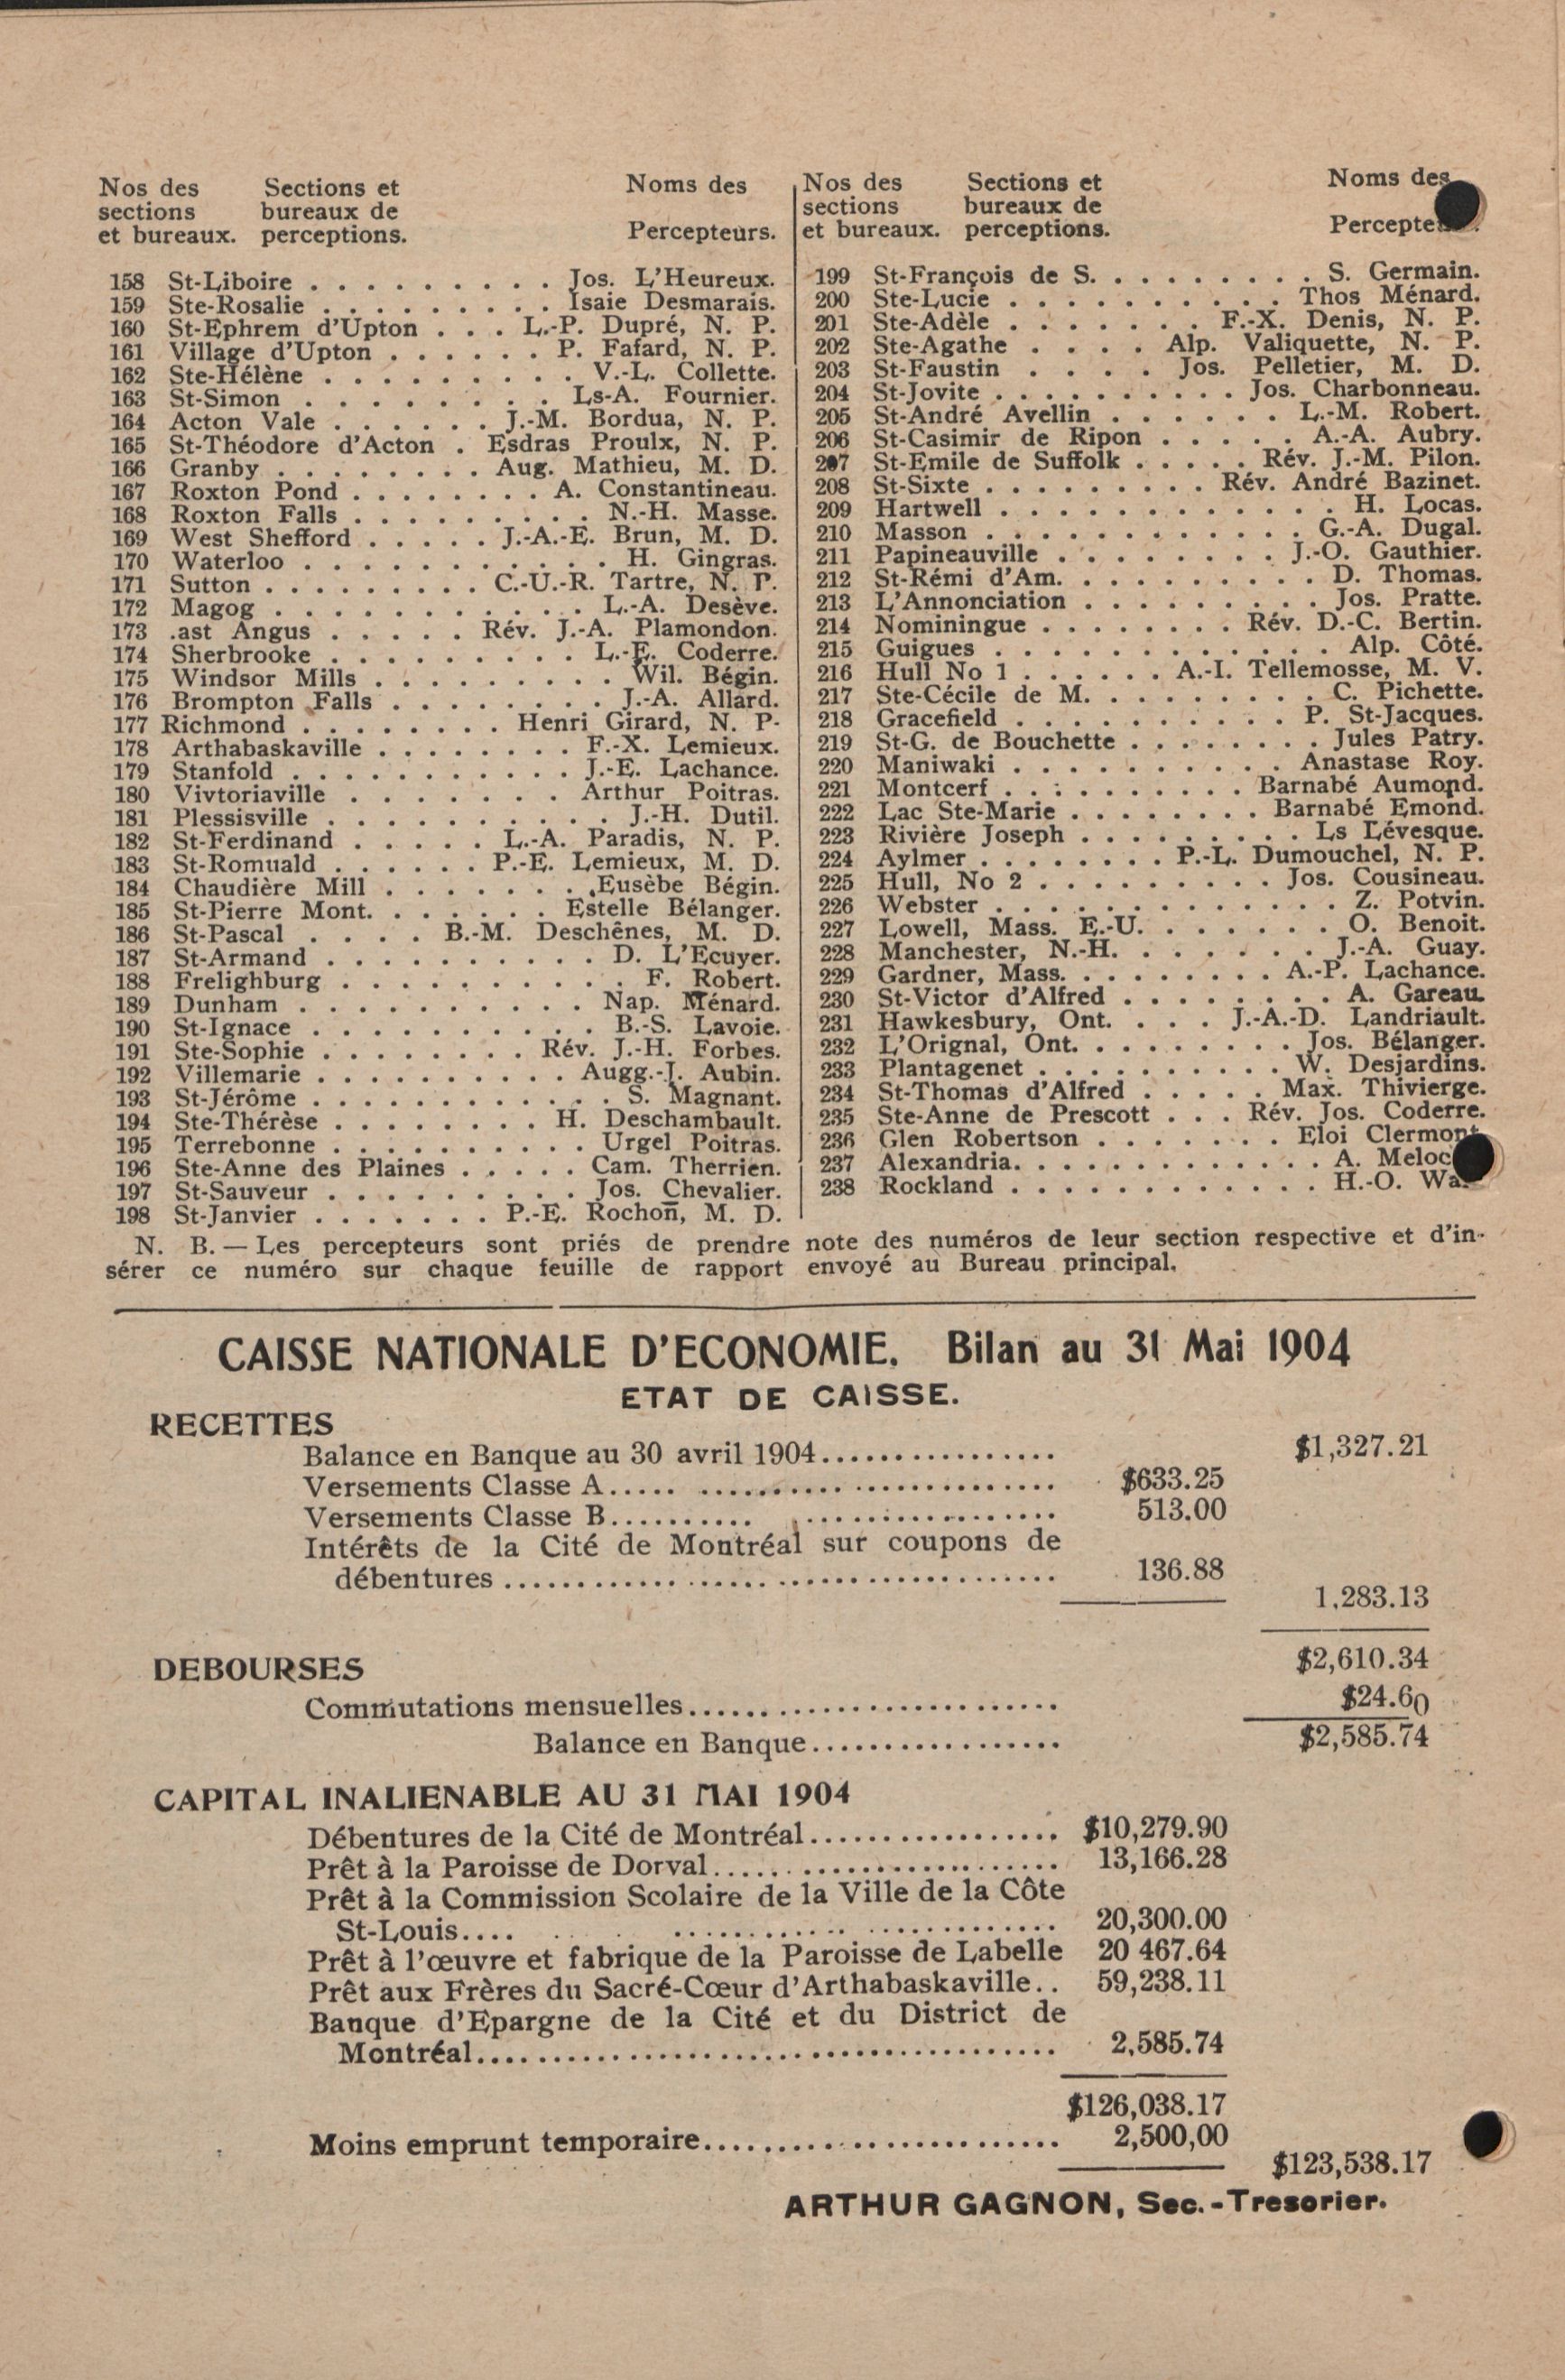 Nos des Sections et Noms des
sections bureaux de
et bureaux. perceptions. Percepteurs.
158 St-Liboire . . . . . . . . . . Jos. L'Heureux.
159 Ste-Rosalie . . . . . . . . . . Isaie Desmarais.
160 St-Ephrem d'Upton . . . L.-P. Dupré, N. P.
161 Village d'Upton . . . . . . P. Fafard, N. P.
162 Ste-Hélène . . . . . . . . . . V.-L. Collette.
163 St-Simon . . . . . . . . . Ls-A. Fournier.
164 Acton Vale . . . . . . J.-M. Bordua, N. P.
165 St-Théodore d'Acton . Esdras Proulx, N. P.
166 Granby . . . . . . . . Aug. Mathieu, M. D.
167 Roxton Pond . . . . . . . . A. Constantineau.
168 Roxton Falls . . . . . . . . . . N.-H. Masse.
169 West Shefford . . . . . J.-A.-E. Brun, M. D.
170 Waterloo . . . . . . . . . . . . H. Gingras.
171 Sutton . . . . . . . . . C.-U.-R. Tartre, N. P.
172 Magog . . . . . . . . . . . . L.-A. Desève.
173 .ast Angus . . . . . Rév. J.-A. Plamondon.
174 Sherbrooke . . . . . . . . . . L.-E. Coderre.
175 Windsor Mills . . . . . . . . . Wil. Bégin.
176 Brompton Falls . . . . . . . . J.-A. Allard.
177 Richmond . . . . . . . . Henri Girard, N. P-
178 Arthabaskaville . . . . . . . . F.-X. Lemieux.
179 Stanfold . . . . . . . . . . . J.-E. Lachance.
180 Vivtoriaville . . . . . . . Arthur Poitras.
181 Plessisville . . . . . . . . . . . J.-H. Dutil.
182 St-Ferdinand . . . . . L.-A. Paradis, N. P.
183 St-Romuald . . . . . . P.-E. Lemieux, M. D.
184 Chaudière Mill . . . . . . . . Eusèbe Bégin.
185 St-Pierre Mont. . . . . . . Estelle Bélanger.
186 St-Pascal . . . . B.-M. Deschênes, M. D.
187 St-Armand . . . . . . . . . . D. L'Ecuyer.
188 Frelighburg . . . . . . . . . . . F. Robert.
189 Dunham . . . . . . . . . . Nap. Ménard.
190 St-Ignace . . . . . . . . . . . B.-S. Lavoie.
191 Ste-Sophie . . . . . . . . Rév. J.-H. Forbes.
192 Villemarie . . . . . . . . . . Augg.-J. Aubin.
193 St-Jérôme . . . . . . . . . . . . S. Magnant.
194 Ste-Thérèse . . . . . . . . H. Deschambault.
195 Terrebonne . . . . . . . . . . Urgel Poitras.
196 Ste-Anne des Plaines . . . . . Cam. Therrien.
197 St-Sauveur . . . . . . . . . Jos. Chevalier.
198 St-Janvier . . . . . . . P.-E. Rochon, M. D.
Nos des Sections et Noms des
sections bureaux de
et bureaux. perceptions.
199 St-François de S. . . . . . . . . S. Germain.
200 Ste-Lucie . . . . . . . . . . Thos Ménard.
201 Ste-Adèle . . . . . . . F.-X. Denis, N. P.
202 Ste-Agathe . . . . Alp. Valiquette, N. P.
203 St-Faustin . . . . Jos. Pelletier, M. D.
204 St-Jovite . . . . . . . . . . Jos. Charbonneau.
205 St-André Avellin . . . . . . . L.-M. Robert.
206 St-Casimir de Ripon . . . . . A.-A. Aubry.
207 St-Emile de Suffolk . . . . . Rév. J.-M. Pilon.
208 St-Sixte . . . . . . . . . Rév. André Bazinet.
209 Hartwell . . . . . . . . . . . . . H. Locas.
210 Masson . . . . . . . . . . . . G.-A. Dugal.
211 Papineauville . . . . . . . . . J.-O. Gauthier.
212 St-Rémi d'Am. . . . . . . . . . D. Thomas.
213 L'Annonciation . . . . . . . . . Jos. Pratte.
214 Nominingue . . . . . . . . Rév. D.-C. Bertin.
215 Guigues . . . . . . . . . . . . Alp. Côté.
216 Hull No 1 . . . . . . A.-I. Tellemosse, M. V.
217 Ste-Cécile de M. . . . . . . . . C. Pichette.
218 Gracefield . . . . . . . . . . . P. St-Jacques.
219 St-G. de Bouchette . . . . . . . . Jules Patry.
220 Maniwaki . . . . . . . . . . . Anastase Roy.
221 Montcerf . . . . . . . . . . Barnabé Aumond.
222 Lac Ste-Marie . . . . . . . . Barnabé Emond.
223 Rivière Joseph . . . . . . . . . Ls Lévesque.
224 Aylmer . . . . . . . . P.-L. Dumouchel, N. P.
225 Hull, No 2 . . . . . . . . . . Jos. Cousineau.
226 Webster . . . . . . . . . . . . . . Z. Potvin.
227 Lowell, Mass. E.-U. . . . . . . . O. Benoit.
228 Manchester, N.-H. . . . . . . . J.-A. Guay.
229 Gardner, Mass. . . . . . . . . A.-P. Lachance.
230 St-Victor d'Alfred . . . . . . . . A. Gareau.
231 Hawkesbury, Ont. . . . J.-A.-D. Landriault.
232 L'Orignal, Ont. . . . . . . . . Jos. Bélanger.
233 Plantagenet . . . . . . . . . . W. Desjardins.
234 St-Thomas d'Alfred . . . . . Max. Thivierge.
235 Ste-Anne de Prescott . . . Rév. Jos. Coderre.
236 Glen Robertson . . . . . . . Eloi Clermont
237 Alexandria. . . . . . . . . . . . . A.
238 Rockland . . . . . . . . . . . . H.-O.
N. B. — Les percepteurs sont priés de prendre note des numéros de leur section respective et d'in-
sérer ce numéro sur chaque feuille de rapport envoyé au Bureau principal.
CAISSE NATIONALE D'ECONOMIE. Bilan au 31 Mai 1904
ETAT DE CAISSE.
RECETTES
Balance en Banque au 30 avril 1904................ $1,327.21
Versements Classe A..... ........................ $633.25
Versements Classe B.......... .................. 513.00
Intérêts de la Cité de Montréal sur coupons de
débentures ...................................... 136.88
1,283.13
$2,610.34
DEBOURSES
Commutations mensuelles.......................... $24.60
Balance en Banque................. $2,585.74
CAPITAL INALIENABLE AU 31 MAI 1904
Débentures de la Cité de Montréal................. $10,279.90
Prêt à la Paroisse de Dorval....................... 13,166.28
Prêt à la Commission Scolaire de la Ville de la Côte
St-Louis.... .......................... 20,300.00
Prêt à l'œuvre et fabrique de la Paroisse de Labelle 20 467.64
Prêt aux Frères du Sacré-Cœur d'Arthabaskaville.. 59,238.11
Banque d'Epargne de la Cité et du District de
Montréal........................................ 2,585.74
$126,038.17
Moins emprunt temporaire........................ 2,500,00
$123,538.17
ARTHUR GAGNON, Sec.-Tresorier.